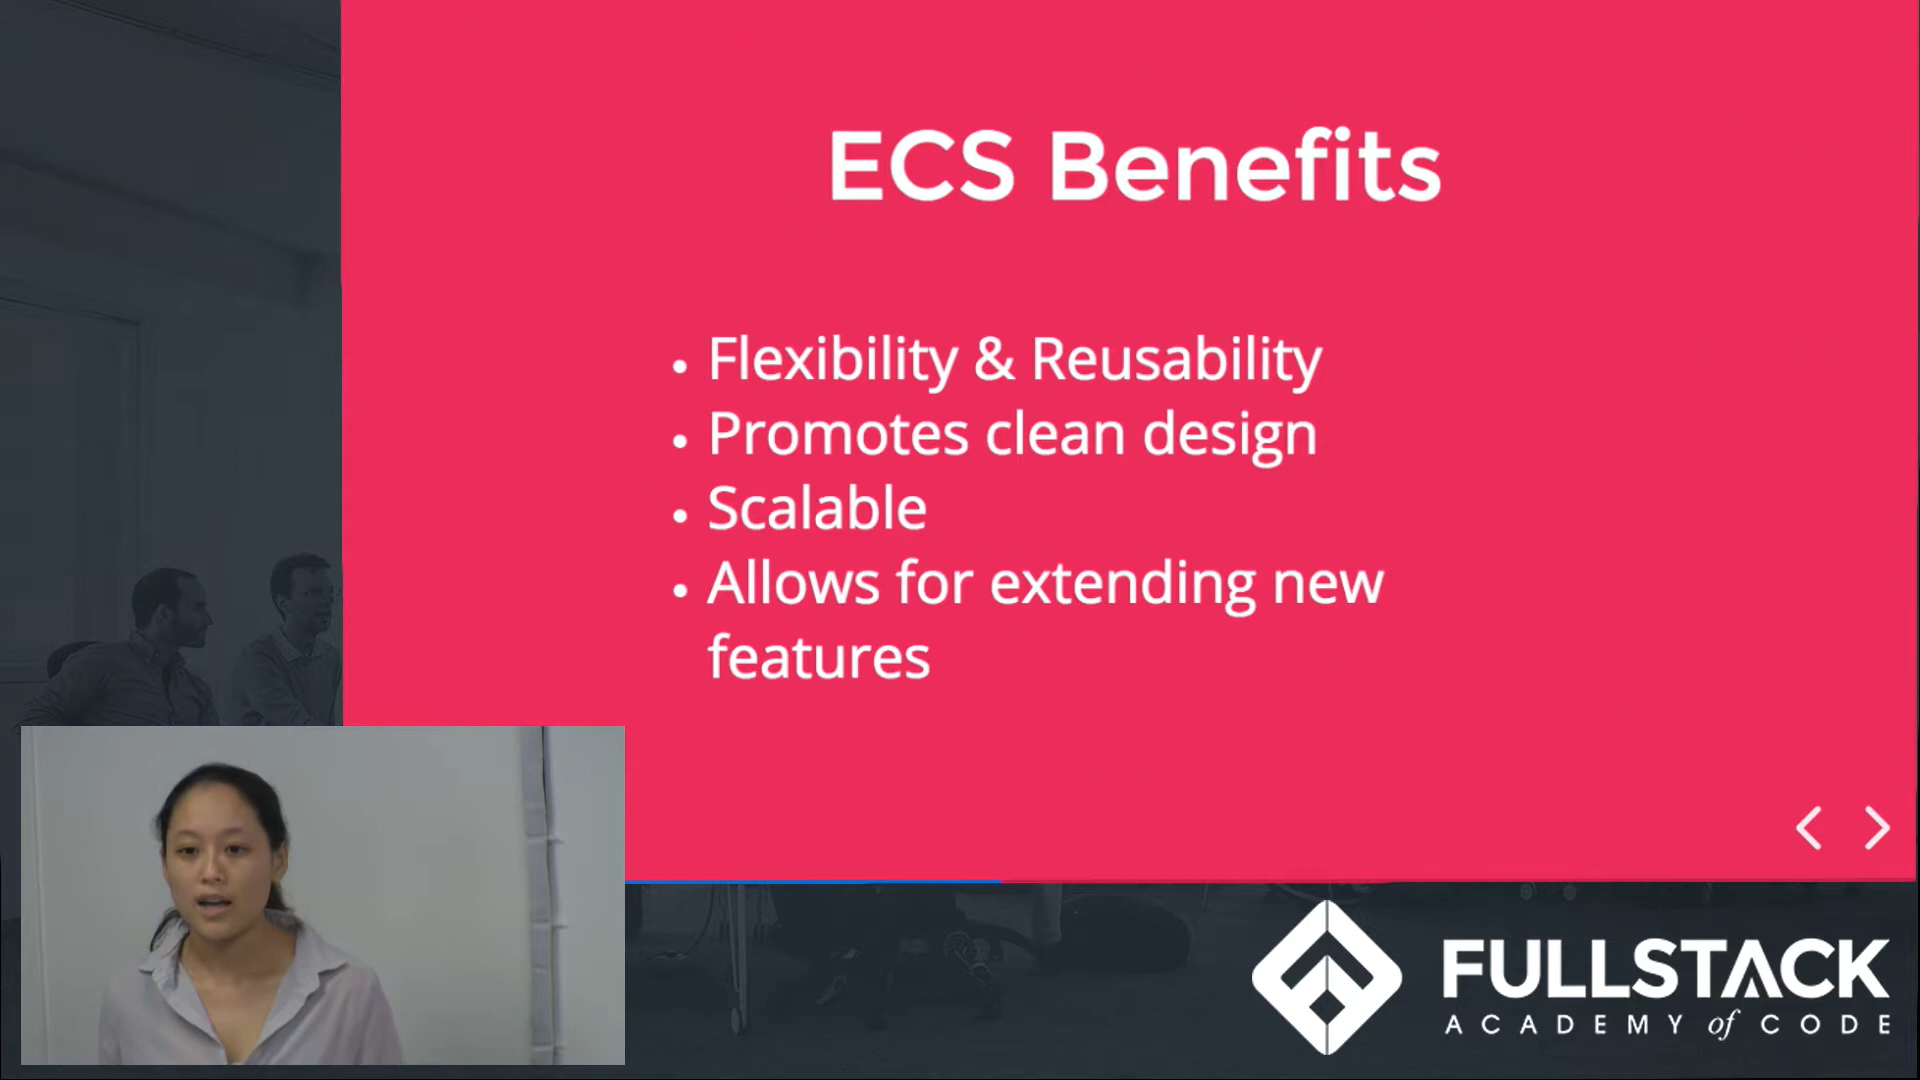 ECS Benefits
• Flexibility & Reusability
• Promotes clean design
• Scalable
• Allows for extending new
features
FULLSTACK
ACADEMY of CODE